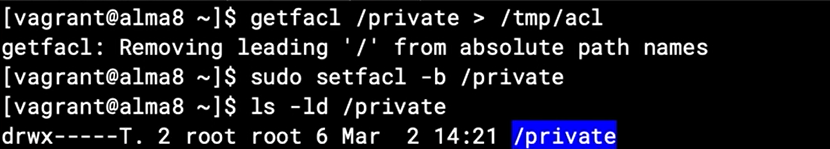 [vagrant@alma8 ~]$ getfacl /private > /tmp/acl
getfacl: Removing leading '/' from absolute path names
[vagrant@alma8 ~]$ sudo setfacl -b /private
[vagrant@alma8 ~]$ ls -ld /private
drwx-----T. 2 root root 6 Mar  2 14:21 /private